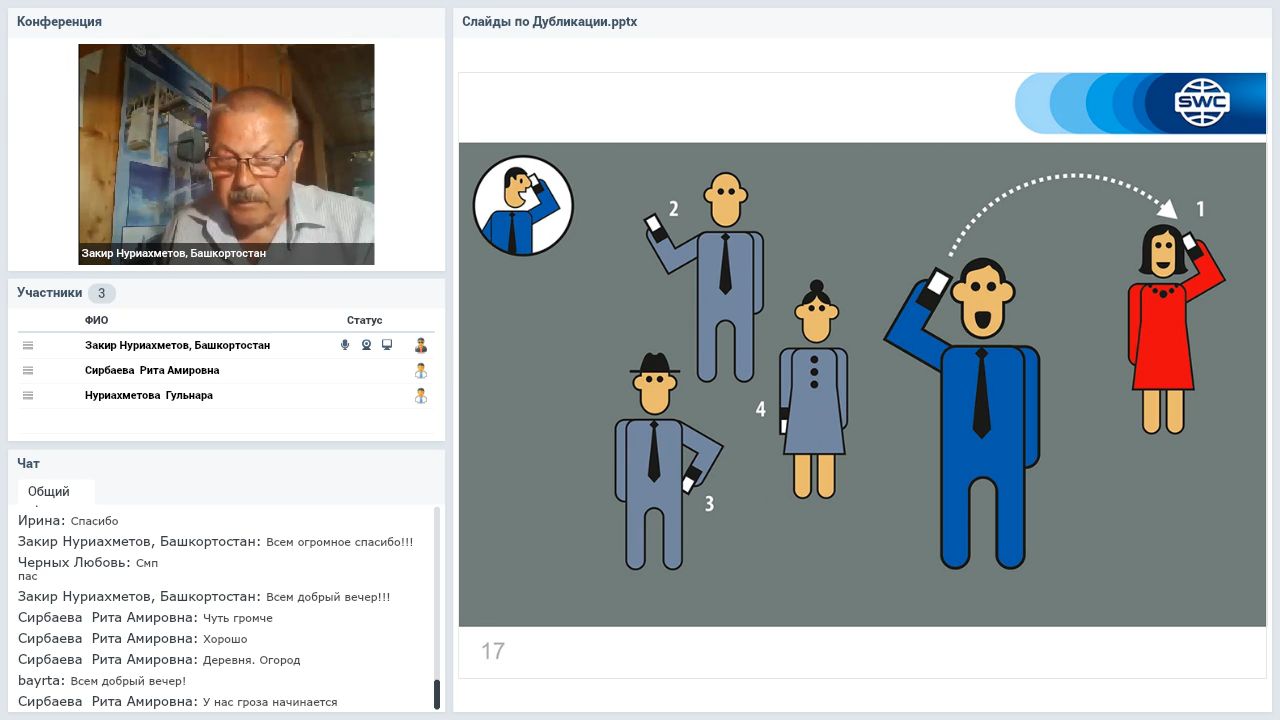 Конференция
Закир Нуриахметов, Башкортостан
Участники 3
ФИО Статус
Закир Нуриахметов, Башкортостан
Сирбаева Рита Амировна
Нуриахметова Гульнара
Чат
Общий
Ирина: Спасибо
Закир Нуриахметов, Башкортостан: Всем огромное спасибо!!!
Черных Любовь: Смп
пас
Закир Нуриахметов, Башкортостан: Всем добрый вечер!!!
Сирбаева Рита Амировна: Чуть громче
Сирбаева Рита Амировна: Хорошо
Сирбаева Рита Амировна: Деревня. Огород
bayrta: Всем добрый вечер!
Сирбаева Рита Амировна: У нас гроза начинается
Слайды по Дубликации.pptx
SWC
2
1
4
3
17